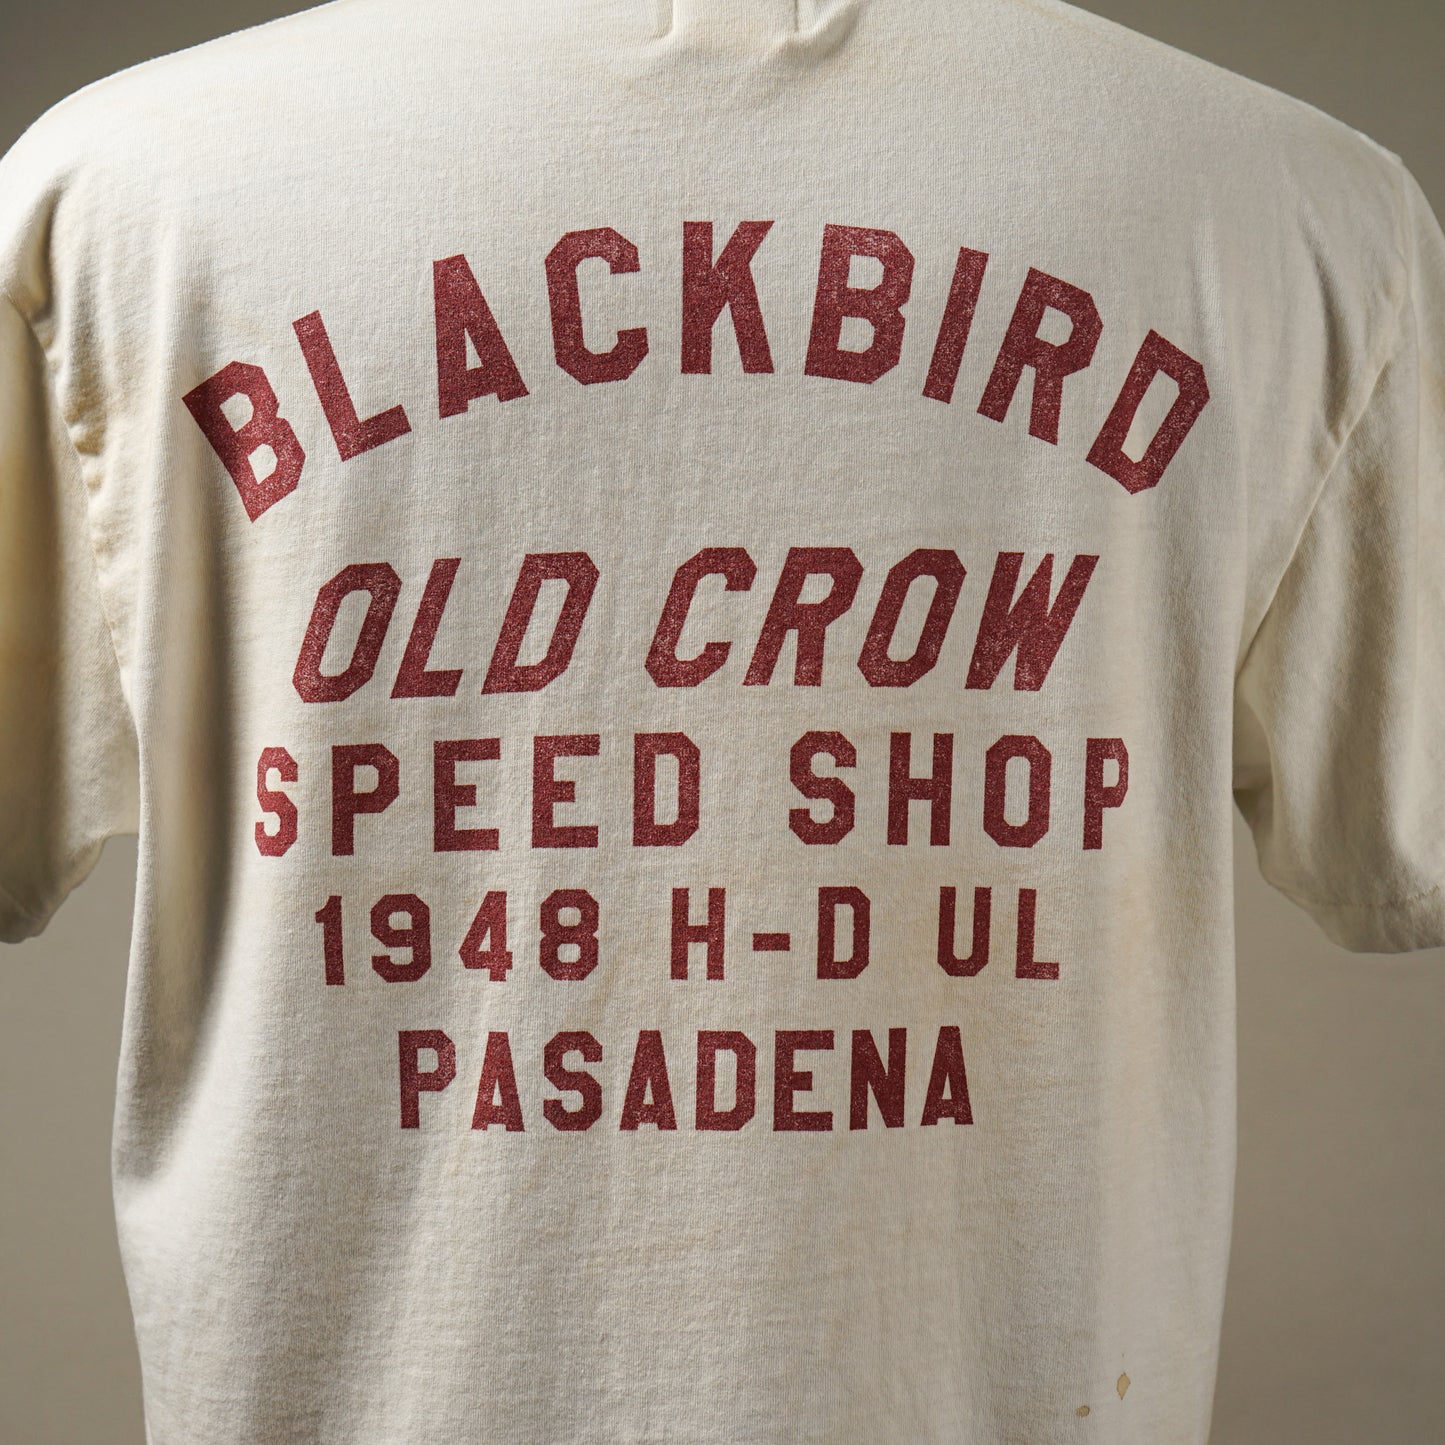 BLACKBIRD
OLD CROW
SPEED SHOP
1948 H-D UL
PASADENA